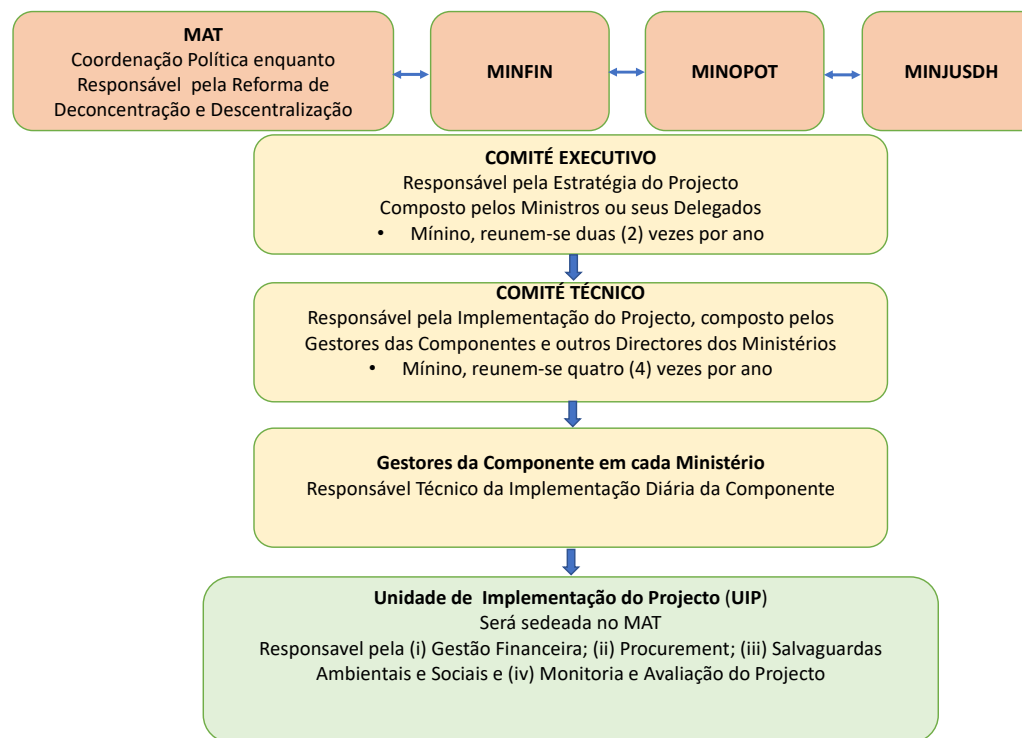 MAT
Coordenação Política enquanto
Responsável pela Reforma de
Deconcentração e Descentralização
MINFIN
MINOPOT
MINJUSDH
COMITÉ EXECUTIVO
Responsável pela Estratégia do Projecto
Composto pelos Ministros ou seus Delegados
• Mínino, reunem-se duas (2) vezes por ano
COMITÉ TÉCNICO
Responsável pela Implementação do Projecto, composto pelos
Gestores das Componentes e outros Directores dos Ministérios
• Mínino, reunem-se quatro (4) vezes por ano
Gestores da Componente em cada Ministério
Responsável Técnico da Implementação Diária da Componente
Unidade de Implementação do Projecto (UIP)
Será sedeada no MAT
Responsavel pela (i) Gestão Financeira; (ii) Procurement; (iii) Salvaguardas
Ambientais e Sociais e (iv) Monitoria e Avaliação do Projecto